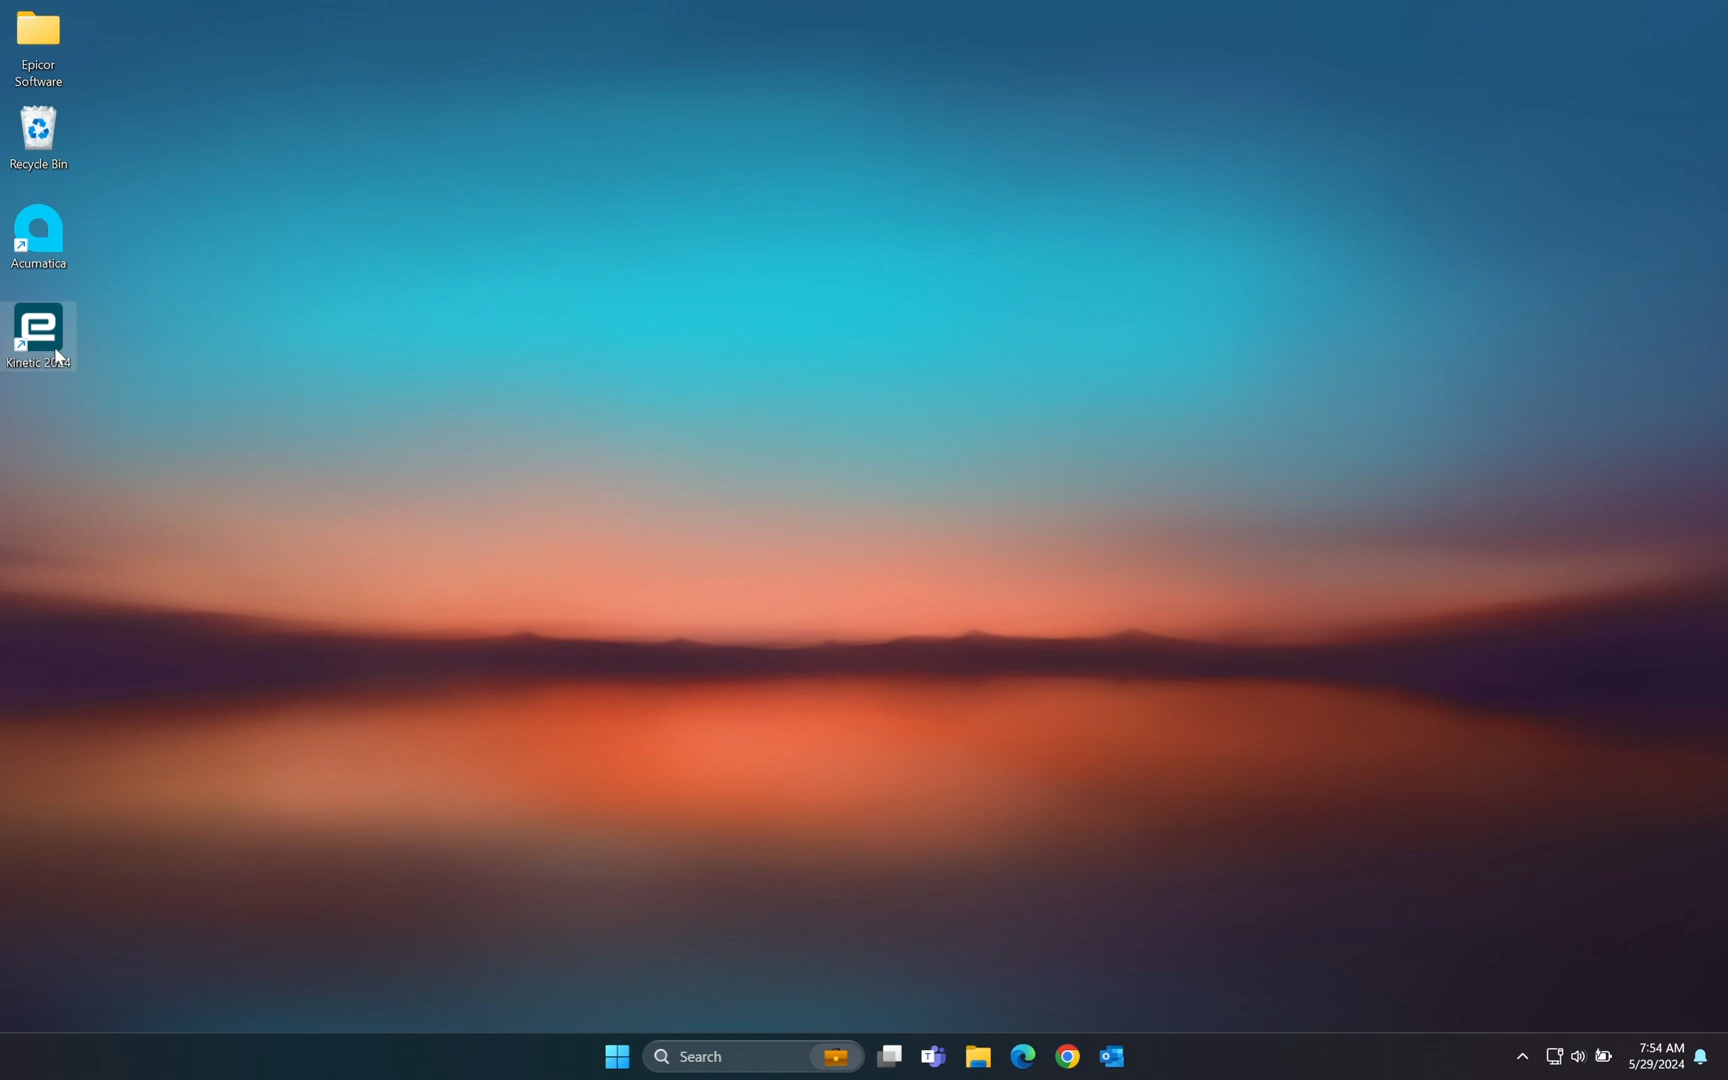 Epicor
Software
Recycle Bin
Acumatica
Kinetic 2024
Search
7:54 AM
5/29/2024